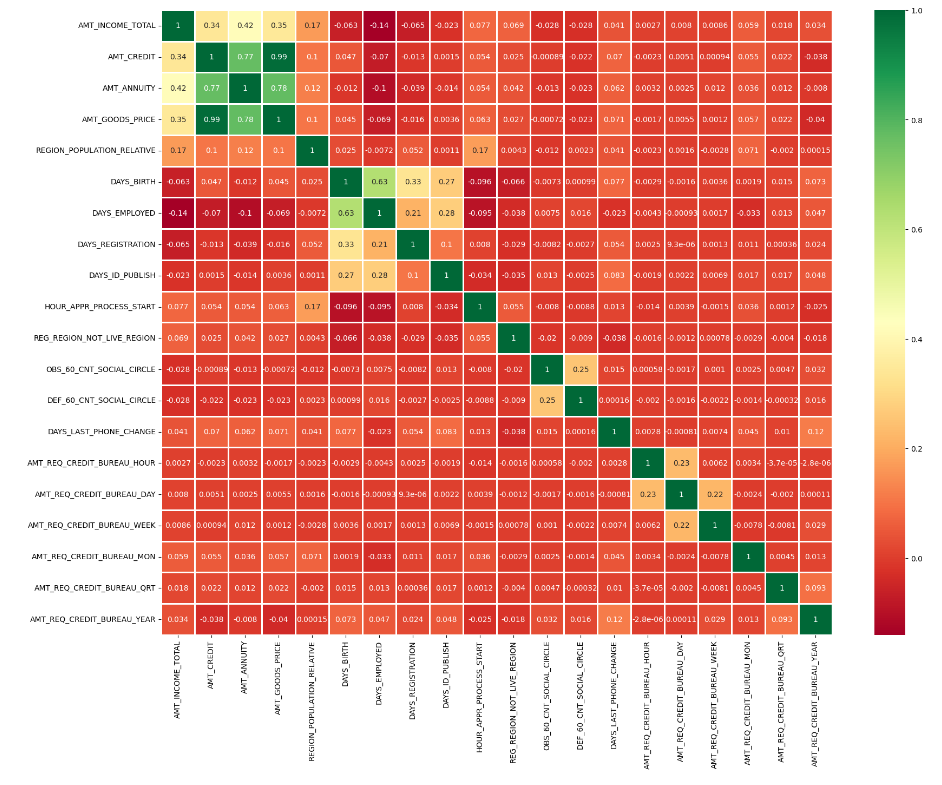 AMT_INCOME_TOTAL 1 0.34 0.42 0.35 0.17 -0.063 -0.14 -0.065 -0.023 0.077 0.069 -0.028 -0.028 0.041 0.0027 0.008 0.0086 0.059 0.018 0.034
AMT_CREDIT 0.34 1 0.77 0.99 0.1 0.047 -0.07 -0.013 0.0015 0.054 0.025 -0.00089 -0.022 0.07 -0.0023 0.0051 0.00094 0.055 0.022 -0.038
AMT_ANNUITY 0.42 0.77 1 0.78 0.12 -0.012 -0.1 -0.039 -0.014 0.054 0.042 -0.013 -0.023 0.062 0.0032 0.0025 0.012 0.036 0.012 -0.008
AMT_GOODS_PRICE 0.35 0.99 0.78 1 0.1 0.045 -0.069 -0.016 0.0036 0.063 0.027 -0.00072 -0.023 0.071 -0.0017 0.0055 0.0012 0.057 0.022 -0.04
REGION_POPULATION_RELATIVE 0.17 0.1 0.12 0.1 1 0.025 -0.0072 0.052 0.0011 0.17 0.0043 -0.012 0.0023 0.041 -0.0023 0.0016 -0.0028 0.071 -0.002 0.00015
DAYS_BIRTH -0.063 0.047 -0.012 0.045 0.025 1 0.63 0.33 0.27 -0.096 -0.066 -0.0073 0.00099 0.077 -0.0029 -0.0016 0.0036 0.0019 0.015 0.073
DAYS_EMPLOYED -0.14 -0.07 -0.1 -0.069 -0.0072 0.63 1 0.21 0.28 -0.095 -0.038 0.0075 0.016 -0.023 -0.0043 -0.00093 0.0017 -0.033 0.013 0.047
DAYS_REGISTRATION -0.065 -0.013 -0.039 -0.016 0.052 0.33 0.21 1 0.1 0.008 -0.029 -0.0082 -0.0027 0.054 0.0025 9.3e-06 0.0013 0.011 0.00036 0.024
DAYS_ID_PUBLISH -0.023 0.0015 -0.014 0.0036 0.0011 0.27 0.28 0.1 1 -0.034 -0.035 0.013 -0.0025 0.083 -0.0019 0.0022 0.0069 0.017 0.017 0.048
HOUR_APPR_PROCESS_START 0.077 0.054 0.054 0.063 0.17 -0.096 -0.095 0.008 -0.034 1 0.055 -0.008 -0.0088 0.013 -0.014 0.0039 -0.0015 0.036 0.0012 -0.025
REG_REGION_NOT_LIVE_REGION 0.069 0.025 0.042 0.027 0.0043 -0.066 -0.038 -0.029 -0.035 0.055 1 -0.02 -0.009 -0.038 -0.0016 -0.0012 0.00078 -0.0029 -0.004 -0.018
OBS_60_CNT_SOCIAL_CIRCLE -0.028 -0.00089 -0.013 -0.00072 -0.012 -0.0073 0.0075 -0.0082 0.013 -0.008 -0.02 1 0.25 0.015 0.00058 -0.0017 0.001 0.0025 0.0047 0.032
DEF_60_CNT_SOCIAL_CIRCLE -0.028 -0.022 -0.023 -0.023 0.0023 0.00099 0.016 -0.0027 -0.0025 -0.0088 -0.009 0.25 1 0.00016 -0.002 -0.0016 -0.0022 -0.0014 -0.00032 0.016
DAYS_LAST_PHONE_CHANGE 0.041 0.07 0.062 0.071 0.041 0.077 -0.023 0.054 0.083 0.013 -0.038 0.015 0.00016 1 0.0028 -0.00081 0.0074 0.045 0.01 0.12
AMT_REQ_CREDIT_BUREAU_HOUR 0.0027 -0.0023 0.0032 -0.0017 -0.0023 -0.0029 -0.0043 0.0025 -0.0019 -0.014 -0.0016 0.00058 -0.002 0.0028 1 0.23 0.0062 0.0034 -3.7e-05 -2.8e-06
AMT_REQ_CREDIT_BUREAU_DAY 0.008 0.0051 0.0025 0.0055 0.0016 -0.0016 -0.00093 9.3e-06 0.0022 0.0039 -0.0012 -0.0017 -0.0016 -0.00081 0.23 1 0.22 -0.0024 -0.002 0.00011
AMT_REQ_CREDIT_BUREAU_WEEK 0.0086 0.00094 0.012 0.0012 -0.0028 0.0036 0.0017 0.0013 0.0069 -0.0015 0.00078 0.001 -0.0022 0.0074 0.0062 0.22 1 -0.0078 -0.0081 0.029
AMT_REQ_CREDIT_BUREAU_MON 0.059 0.055 0.036 0.057 0.071 0.0019 -0.033 0.011 0.017 0.036 -0.0029 0.0025 -0.0014 0.045 0.0034 -0.0024 -0.0078 1 0.0045 0.013
AMT_REQ_CREDIT_BUREAU_QRT 0.018 0.022 0.012 0.022 -0.002 0.015 0.013 0.00036 0.017 0.0012 -0.004 0.0047 -0.00032 0.01 -3.7e-05 -0.002 -0.0081 0.0045 1 0.093
AMT_REQ_CREDIT_BUREAU_YEAR 0.034 -0.038 -0.008 -0.04 0.00015 0.073 0.047 0.024 0.048 -0.025 -0.018 0.032 0.016 0.12 -2.8e-06 0.00011 0.029 0.013 0.093 1
AMT_INCOME_TOTAL
AMT_CREDIT
AMT_ANNUITY
AMT_GOODS_PRICE
REGION_POPULATION_RELATIVE
DAYS_BIRTH
DAYS_EMPLOYED
DAYS_REGISTRATION
DAYS_ID_PUBLISH
HOUR_APPR_PROCESS_START
REG_REGION_NOT_LIVE_REGION
OBS_60_CNT_SOCIAL_CIRCLE
DEF_60_CNT_SOCIAL_CIRCLE
DAYS_LAST_PHONE_CHANGE
AMT_REQ_CREDIT_BUREAU_HOUR
AMT_REQ_CREDIT_BUREAU_DAY
AMT_REQ_CREDIT_BUREAU_WEEK
AMT_REQ_CREDIT_BUREAU_MON
AMT_REQ_CREDIT_BUREAU_QRT
AMT_REQ_CREDIT_BUREAU_YEAR
1.0
0.8
0.6
0.4
0.2
0.0